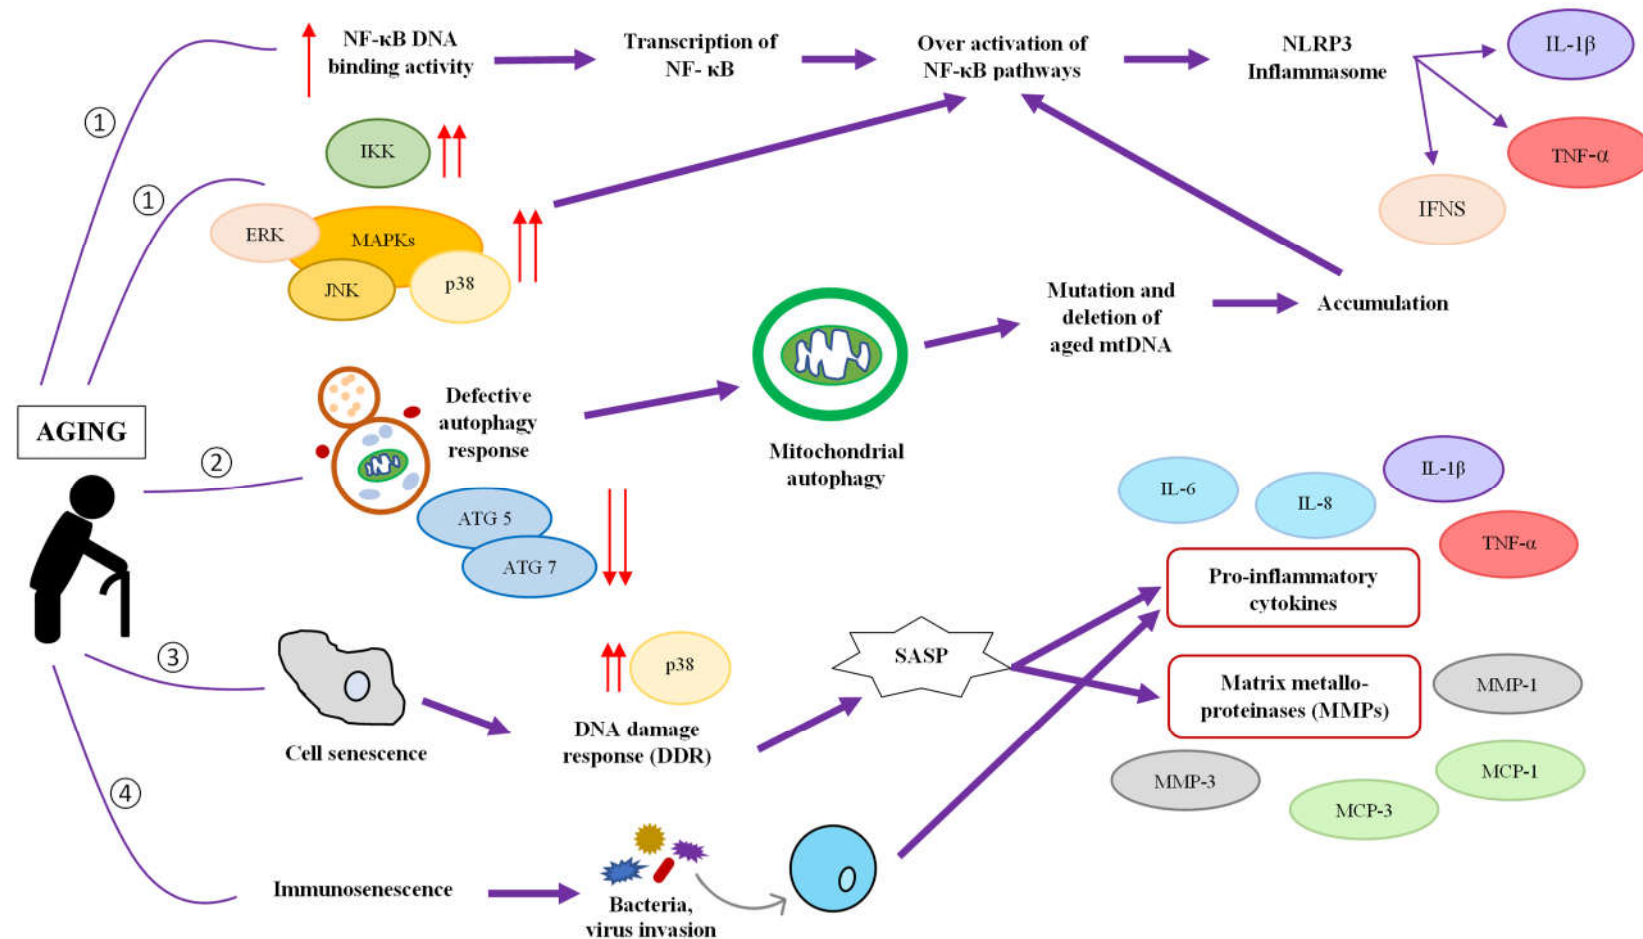 NF-κB DNA
binding activity
Transcription of
NF- κB
Over activation of
NF-κB pathways
NLRP3
Inflammasome
IL-1β
TNF-α
IFNS
①
IKK
①
ERK
MAPKs
JNK
p38
Mutation and
deletion of
aged mtDNA
Accumulation
AGING
②
Defective
autophagy
response
Mitochondrial
autophagy
ATG 5
ATG 7
IL-6
IL-8
IL-1β
TNF-α
Pro-inflammatory
cytokines
③
Cell senescence
p38
DNA damage
response (DDR)
SASP
Matrix metallo-
proteinases (MMPs)
MMP-1
MMP-3
MCP-3
MCP-1
④
Immunosenescence
Bacteria,
virus invasion